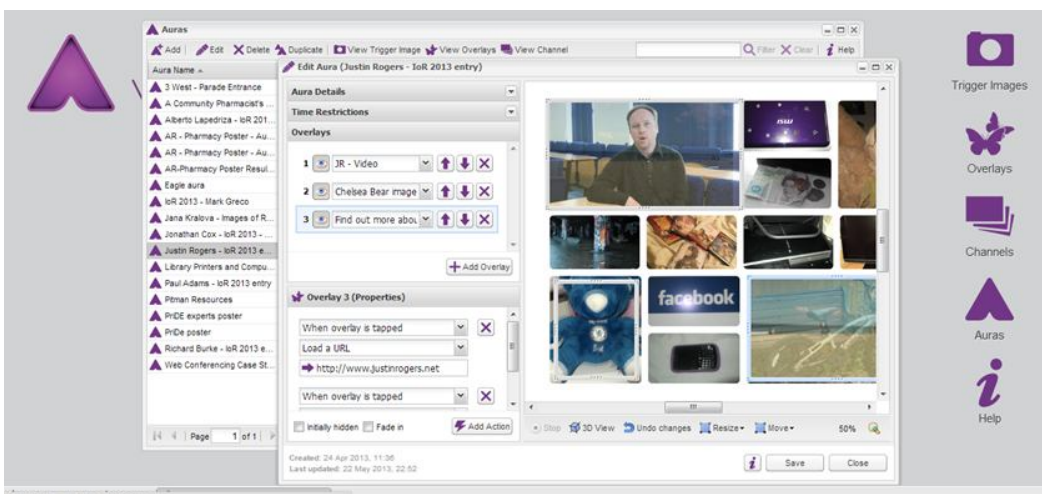 Auras
Add Edit Delete Duplicate View Trigger Image View Overlays View Channel Filter Clear Help
Aura Name
3 West - Parade Entrance
A Community Pharmacist's ...
Alberto Lapedriza - IoR 201...
AR - Pharmacy Poster - Au...
AR - Pharmacy Poster - Au...
AR-Pharmacy Poster Resul...
Eagle aura
IoR 2013 - Mark Greco
Jana Kralova - Images of R...
Jonathan Cox - IoR 2013 - ...
Justin Rogers - IoR 2013 e...
Library Printers and Compu...
Paul Adams - IoR 2013 entry
Pitman Resources
PriDE experts poster
PriDe poster
Richard Burke - IoR 2013 e...
Web Conferencing Case St...
Page 1 of 1
Edit Aura (Justin Rogers - IoR 2013 entry)
Aura Details
Time Restrictions
Overlays
1 JR - Video
2 Chelsea Bear image
3 Find out more abou
Add Overlay
Overlay 3 (Properties)
When overlay is tapped
Load a URL
http://www.justinrogers.net
When overlay is tapped
Initially hidden Fade in Add Action
facebook
Stop 3D View Undo changes Resize Move 50%
Created: 24 Apr 2013, 11:36
Last updated: 22 May 2013, 22:52
Save Close
Trigger Images
Overlays
Channels
Auras
Help